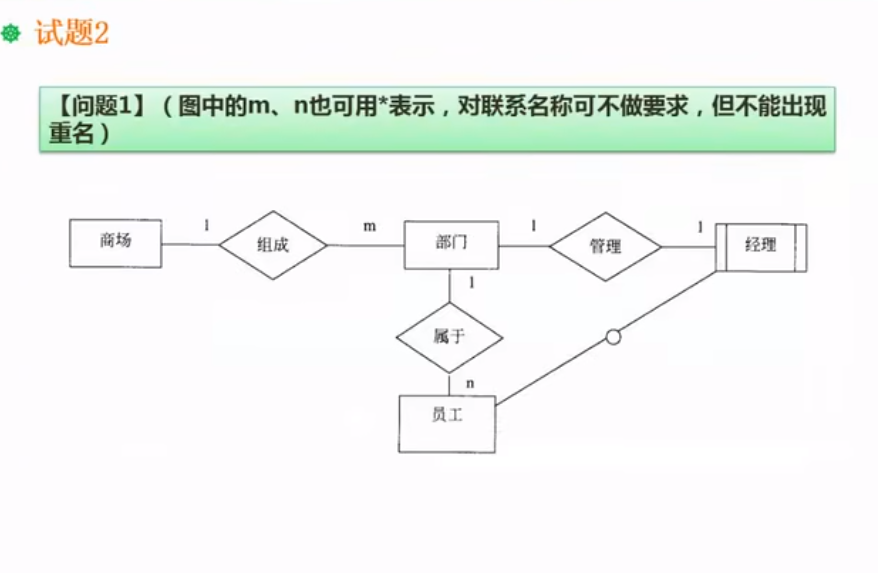 试题2
【问题1】（图中的m、n也可用*表示，对联系名称可不做要求，但不能出现
重名）
商场
1
组成
m
部门
1
管理
1
经理
1
属于
n
员工